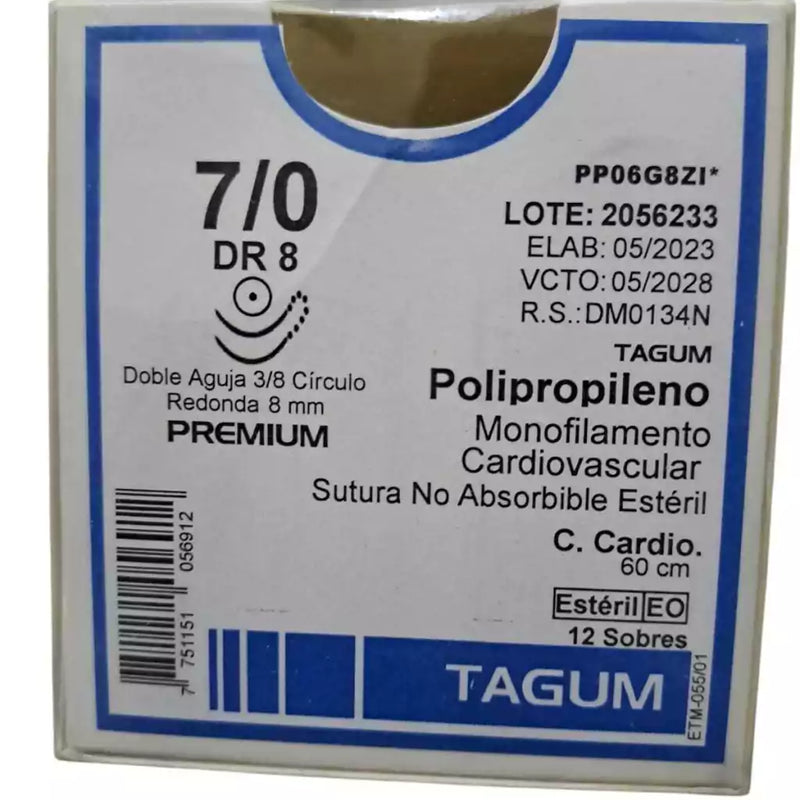 7/0
DR 8
Doble Aguja 3/8 Círculo
Redonda 8 mm
PREMIUM
PP06G8ZI*
LOTE: 2056233
ELAB: 05/2023
VCTO: 05/2028
R.S.:DM0134N
TAGUM
Polipropileno
Monofilamento
Cardiovascular
Sutura No Absorbible Estéril
C. Cardio.
60 cm
Estéril EO
12 Sobres
7 751151 056912
TAGUM
ETM-055/01